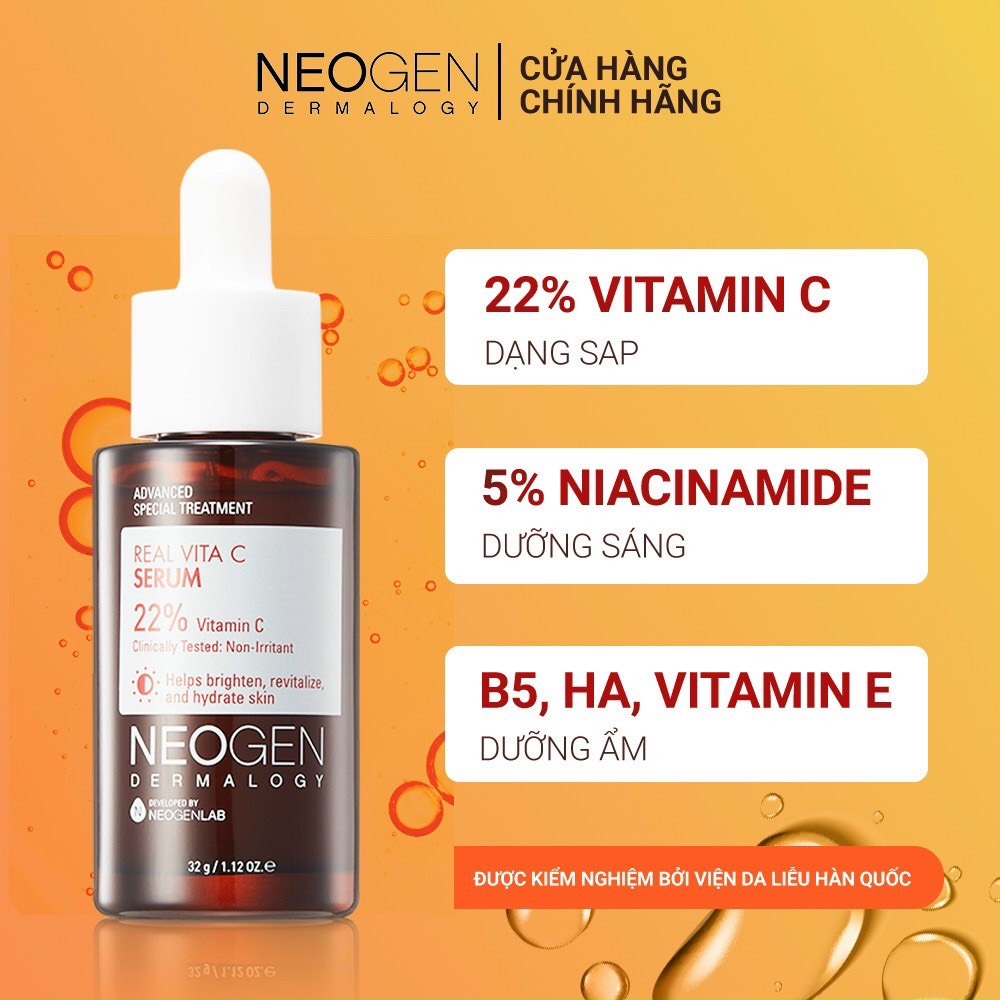 NEOGEN
DERMALOGY
CỬA HÀNG
CHÍNH HÃNG
22% VITAMIN C
DẠNG SAP
5% NIACINAMIDE
DƯỠNG SÁNG
B5, HA, VITAMIN E
DƯỠNG ẨM
ĐƯỢC KIỂM NGHIỆM BỞI VIỆN DA LIỄU HÀN QUỐC
ADVANCED
SPECIAL TREATMENT
REAL VITA C
SERUM
22% Vitamin C
Clinically Tested: Non-Irritant
Helps brighten, revitalize,
and hydrate skin
NEOGEN
DERMALOGY
N
DEVELOPED BY
NEOGENLAB
32 g / 1.12 OZ.℮